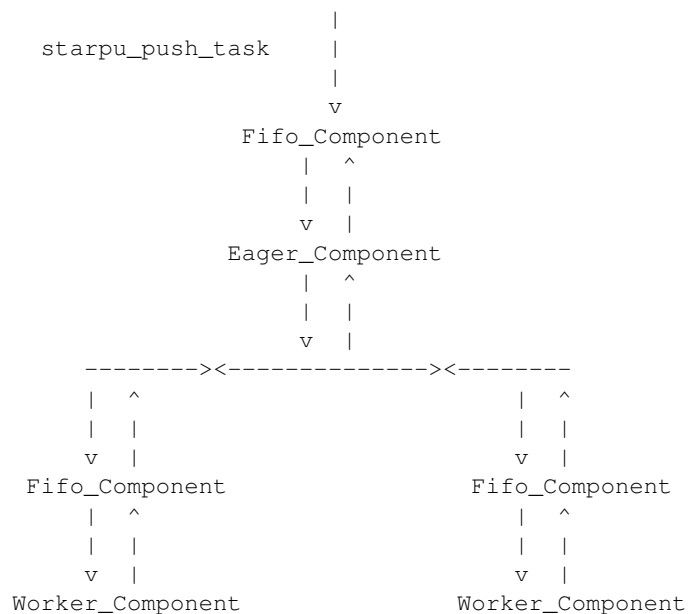 |
starpu_push_task |
|
v
Fifo_Component
| ^
| |
v |
Eager_Component
| ^
| |
v |
--------><--------------><--------
| ^ | ^
| | | |
v | v |
Fifo_Component Fifo_Component
| ^ | ^
| | | |
v | v |
Worker_Component Worker_Component